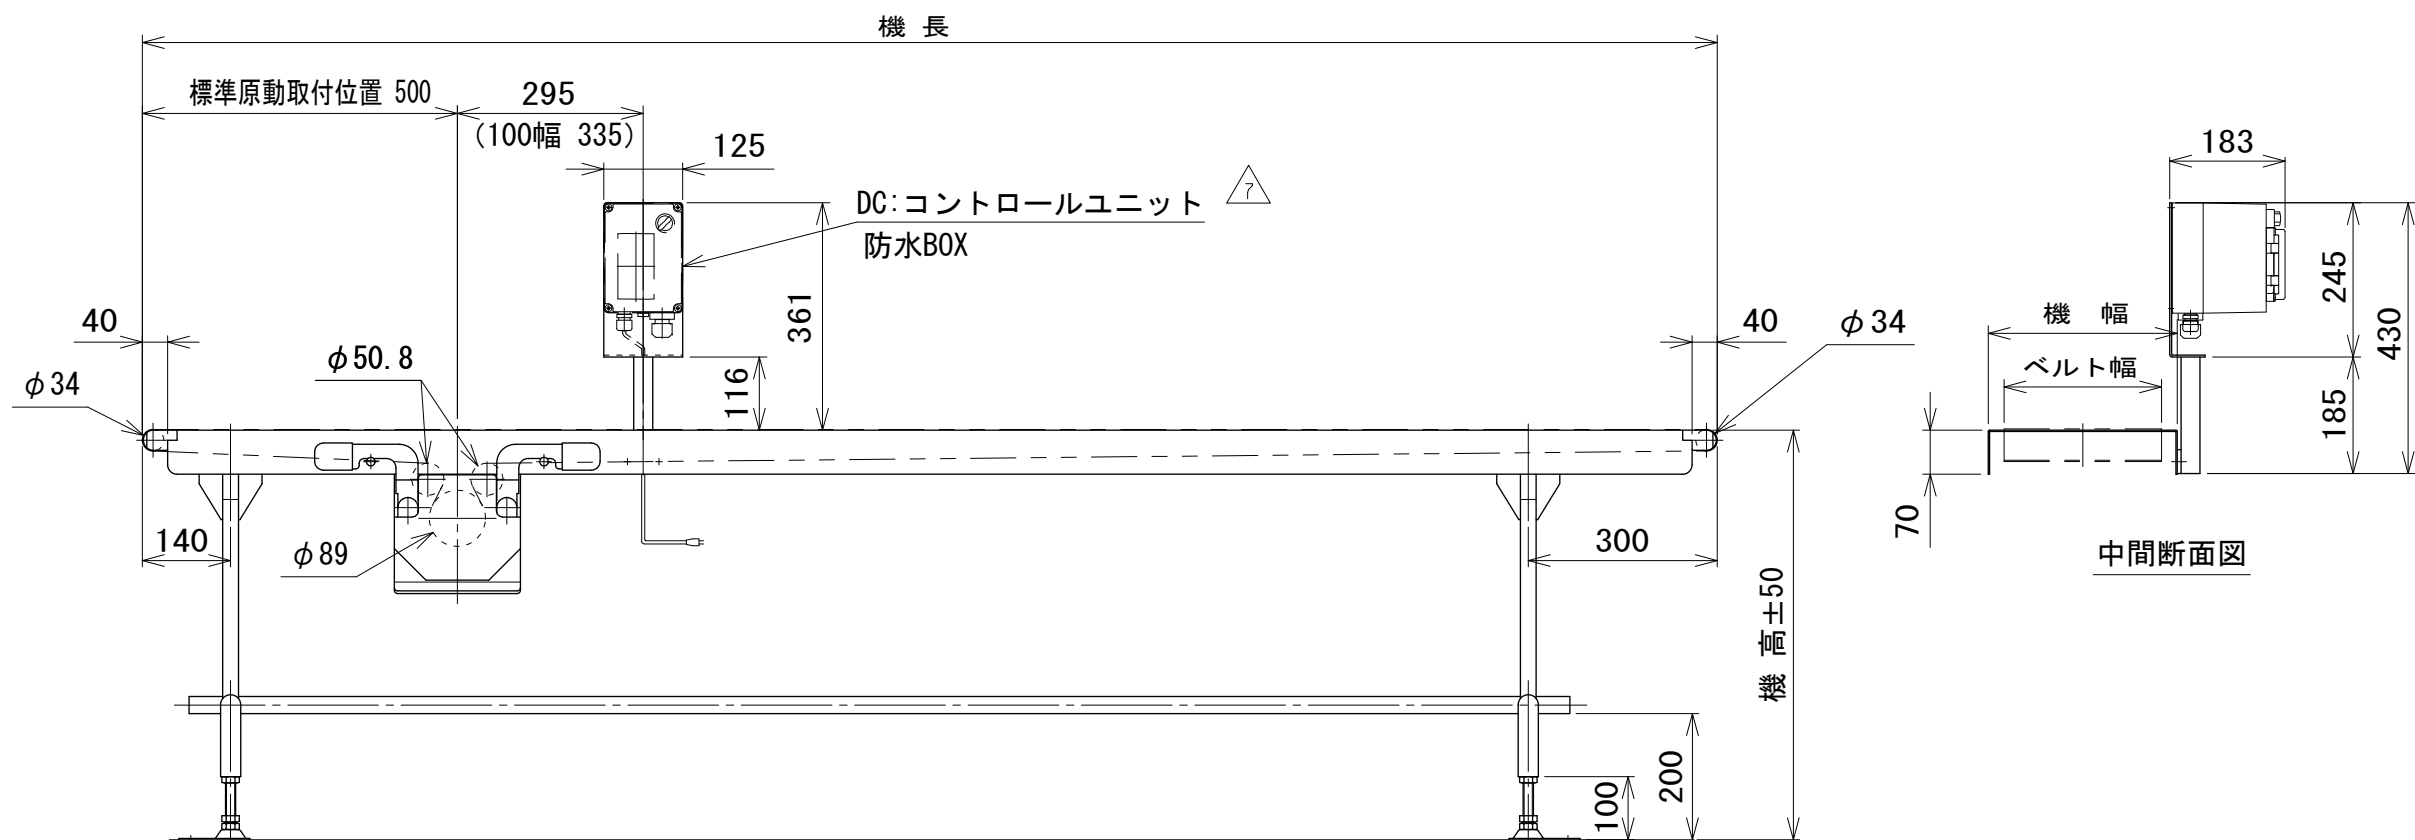 機 長
標準原動取付位置 500
295
(100幅 335)
125
183
DC:コントロールユニット
7
防水BOX
361
245
430
40
φ34
φ50.8
116
40
φ34
機 幅
ベルト幅
185
70
140
φ89
300
中間断面図
機 高±50
200
100